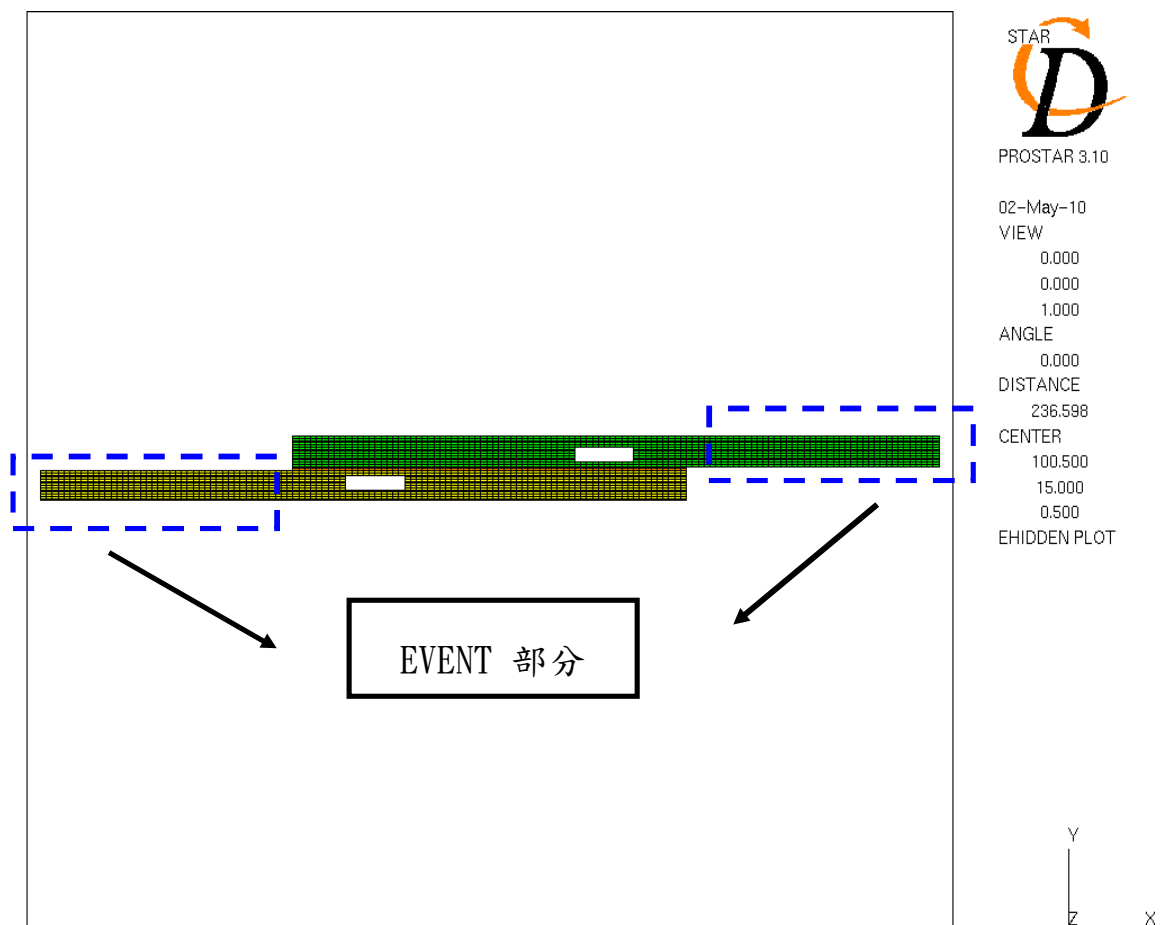 STAR
D
PROSTAR 3.10
02-May-10
VIEW
0.000
0.000
1.000
ANGLE
0.000
DISTANCE
236.598
CENTER
100.500
15.000
0.500
EHIDDEN PLOT
EVENT 部分
Y
Z X